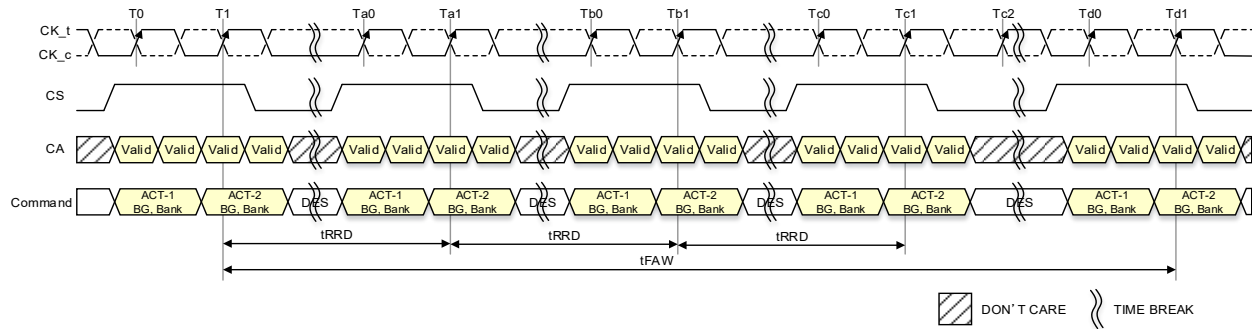 T0 T1 Ta0 Ta1 Tb0 Tb1 Tc0 Tc1 Tc2 Td0 Td1
CK_t
CK_c
CS
CA Valid Valid Valid Valid Valid Valid Valid Valid Valid Valid Valid Valid Valid Valid Valid Valid Valid Valid Valid Valid
Command ACT-1 ACT-2 DES ACT-1 ACT-2 DES ACT-1 ACT-2 DES ACT-1 ACT-2 DES ACT-1 ACT-2
BG, Bank BG, Bank BG, Bank BG, Bank BG, Bank BG, Bank BG, Bank BG, Bank BG, Bank BG, Bank
tRRD tRRD tRRD
tFAW
DON'T CARE TIME BREAK